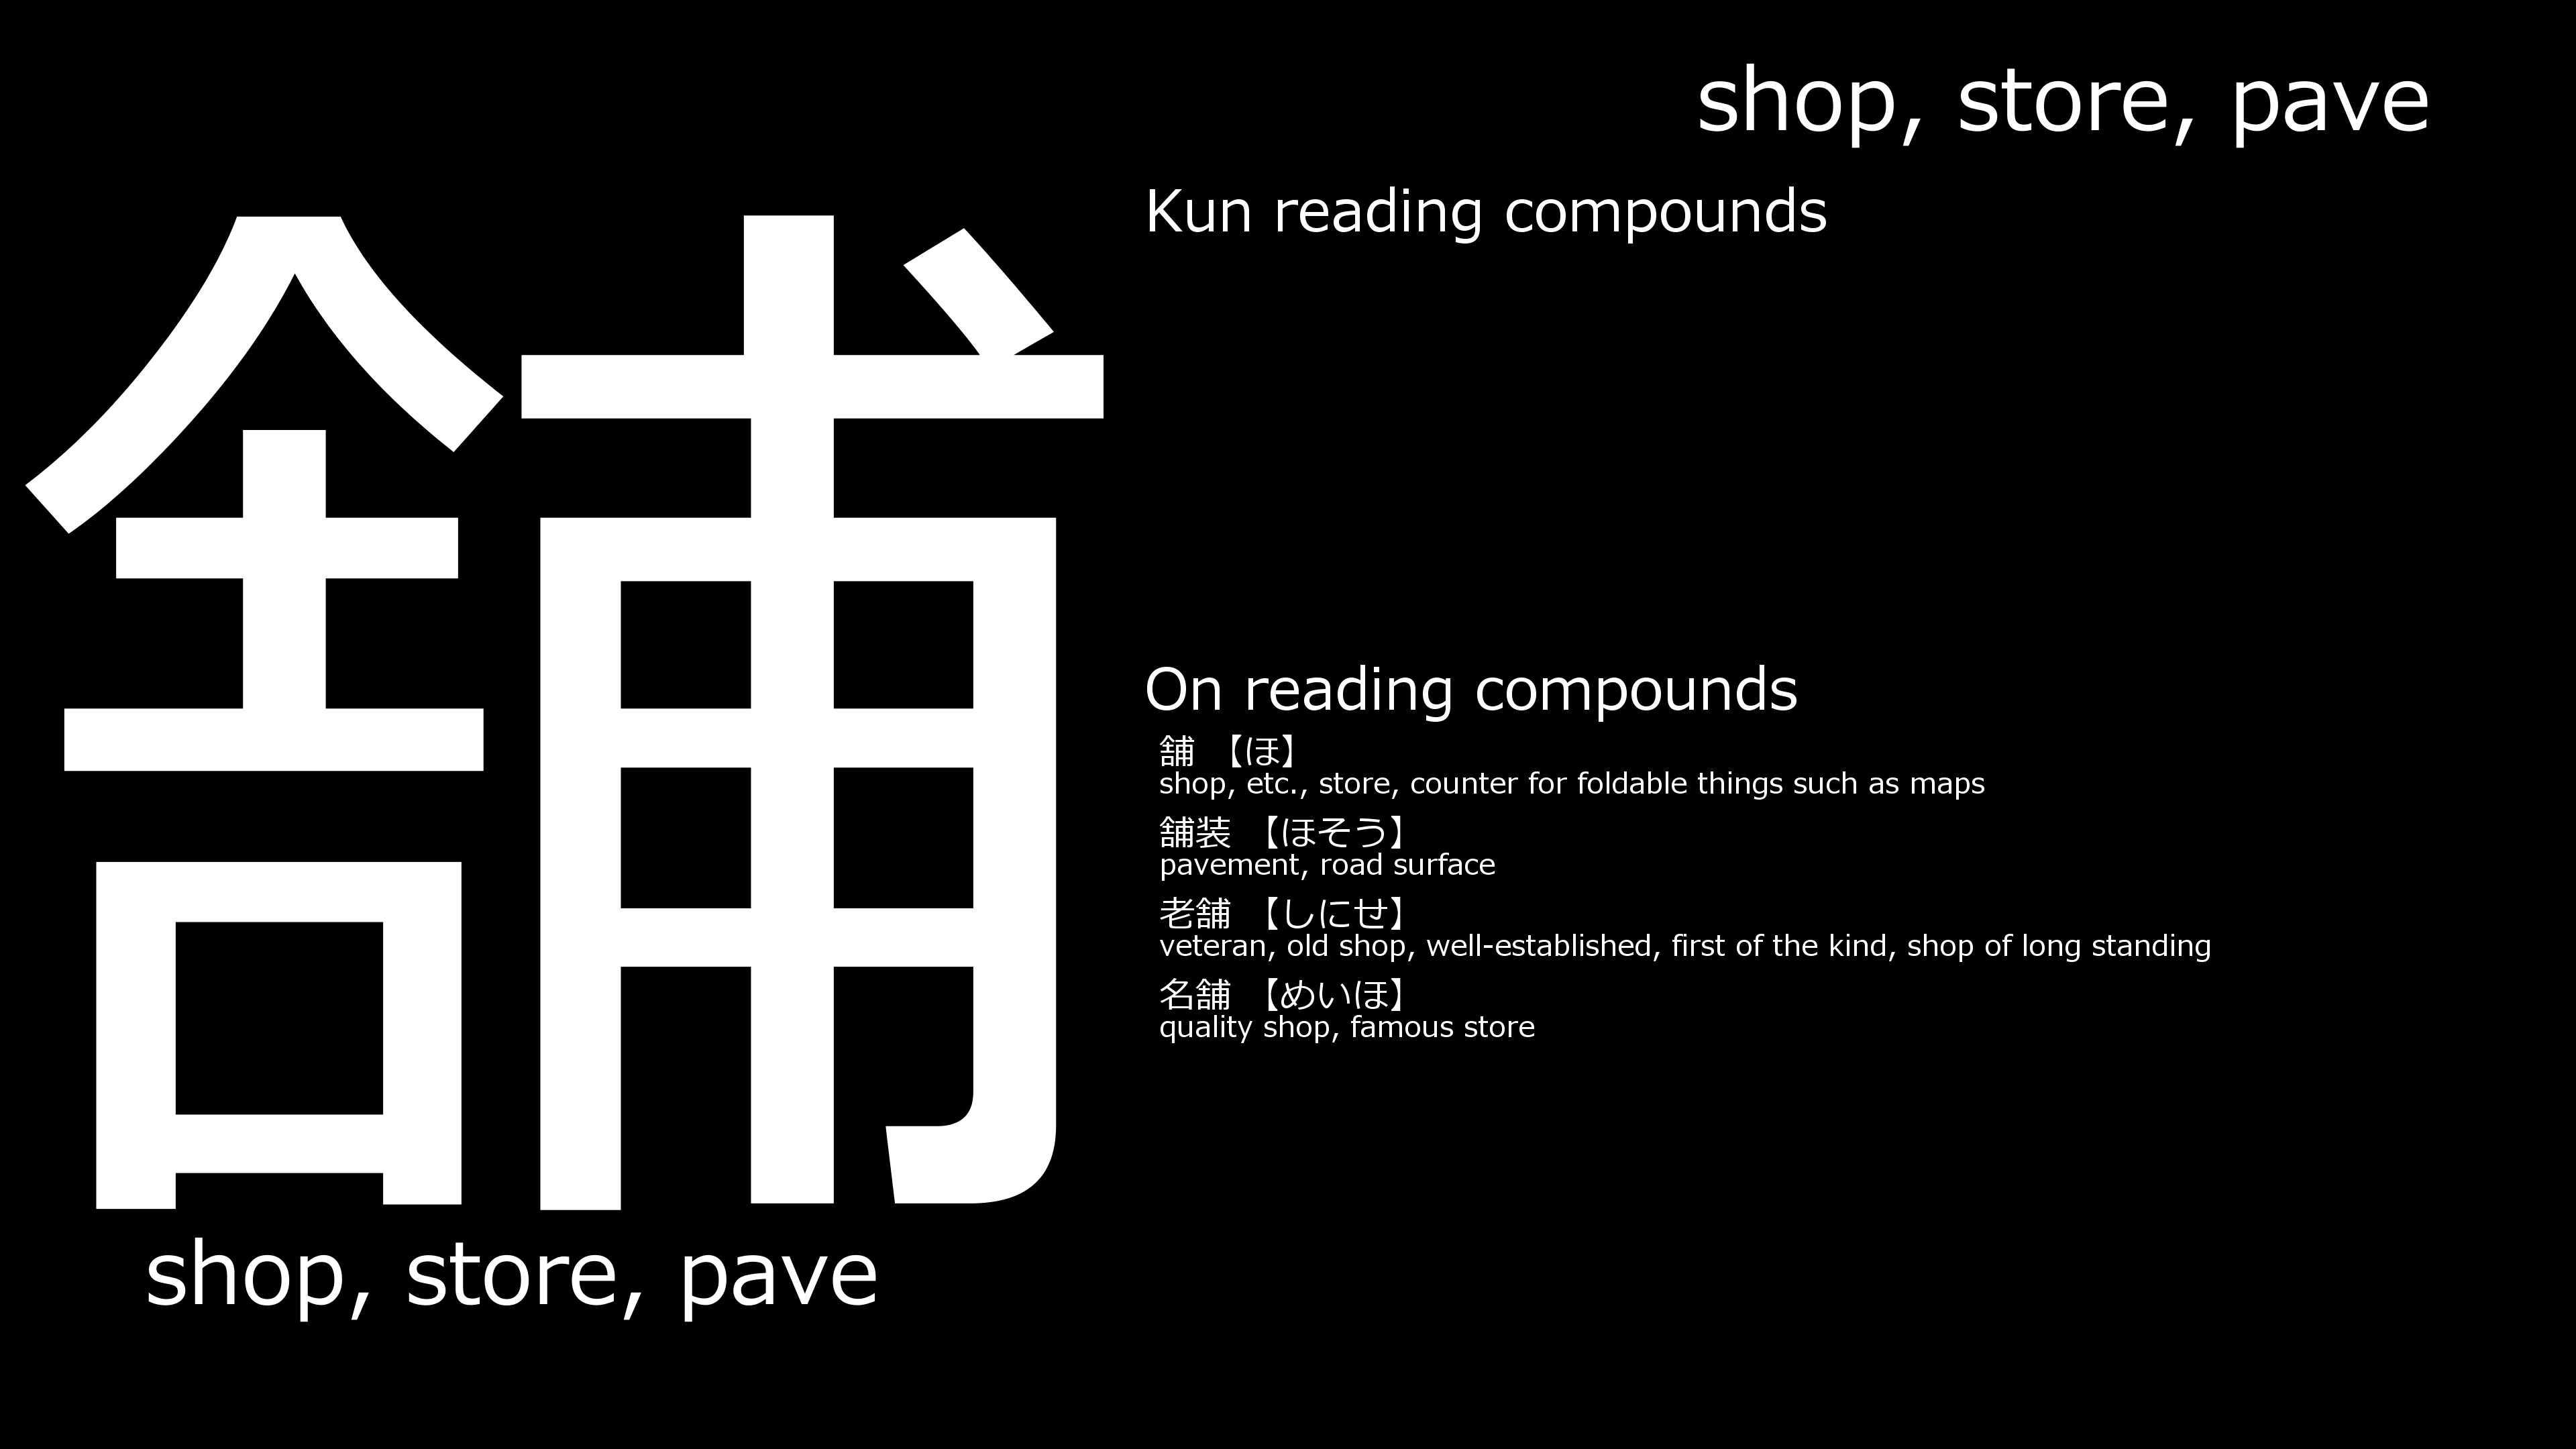 舗
shop, store, pave
shop, store, pave
Kun reading compounds
On reading compounds
舗 【ほ】
shop, etc., store, counter for foldable things such as maps
舗装 【ほそう】
pavement, road surface
老舗 【しにせ】
veteran, old shop, well-established, first of the kind, shop of long standing
名舗 【めいほ】
quality shop, famous store